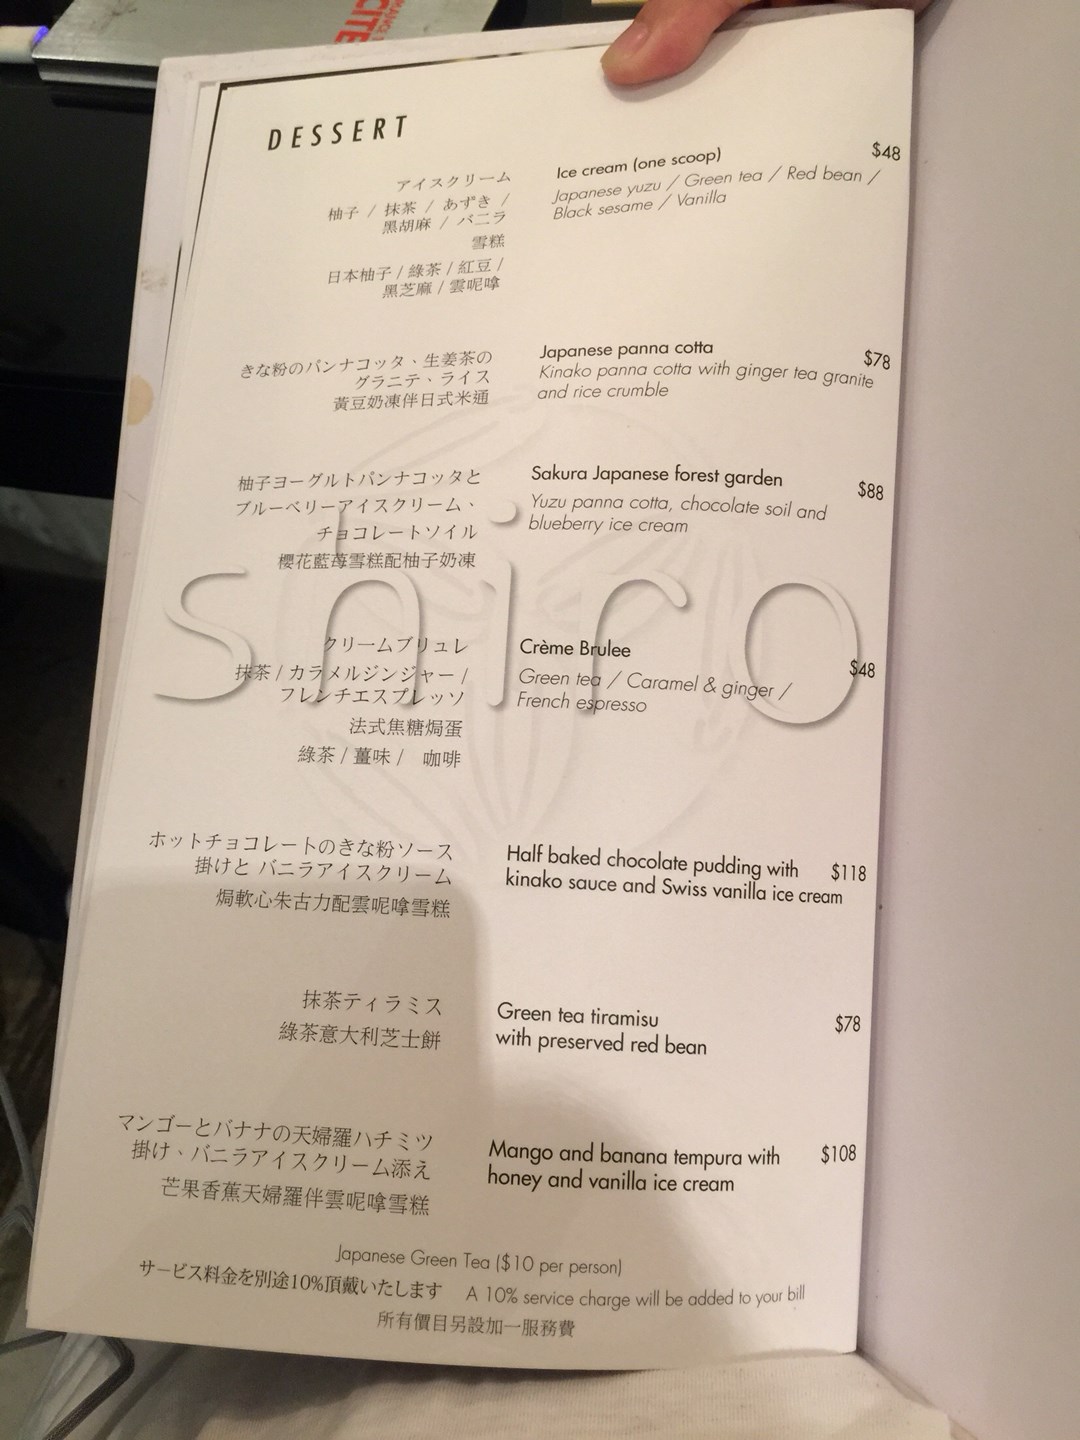 CITE
DESSERT
アイスクリーム
柚子 / 抹茶 / あずき /
黒胡麻 / バニラ
雪糕
日本柚子 / 綠茶 / 紅豆 /
黑芝麻 / 雲呢嗱
Ice cream (one scoop) $48
Japanese yuzu / Green tea / Red bean /
Black sesame / Vanilla
きな粉のパンナコッタ、生姜茶の
グラニテ、ライス
黃豆奶凍伴日式米通
Japanese panna cotta $78
Kinako panna cotta with ginger tea granite
and rice crumble
柚子ヨーグルトパンナコッタと
ブルーベリーアイスクリーム、
チョコレートソイル
櫻花藍苺雪糕配柚子奶凍
Sakura Japanese forest garden $88
Yuzu panna cotta, chocolate soil and
blueberry ice cream
shiro
クリームブリュレ
抹茶 / カラメルジンジャー /
フレンチエスプレッソ
法式焦糖焗蛋
綠茶 / 薑味 / 咖啡
Crème Brulee $48
Green tea / Caramel & ginger /
French espresso
ホットチョコレートのきな粉ソース
掛けと バニラアイスクリーム
焗軟心朱古力配雲呢嗱雪糕
Half baked chocolate pudding with $118
kinako sauce and Swiss vanilla ice cream
抹茶ティラミス
綠茶意大利芝士餅
Green tea tiramisu $78
with preserved red bean
マンゴーとバナナの天婦羅ハチミツ
掛け、バニラアイスクリーム添え
芒果香蕉天婦羅伴雲呢嗱雪糕
Mango and banana tempura with $108
honey and vanilla ice cream
Japanese Green Tea ($10 per person)
サービス料金を別途10%頂戴いたします A 10% service charge will be added to your bill
所有價目另設加一服務費